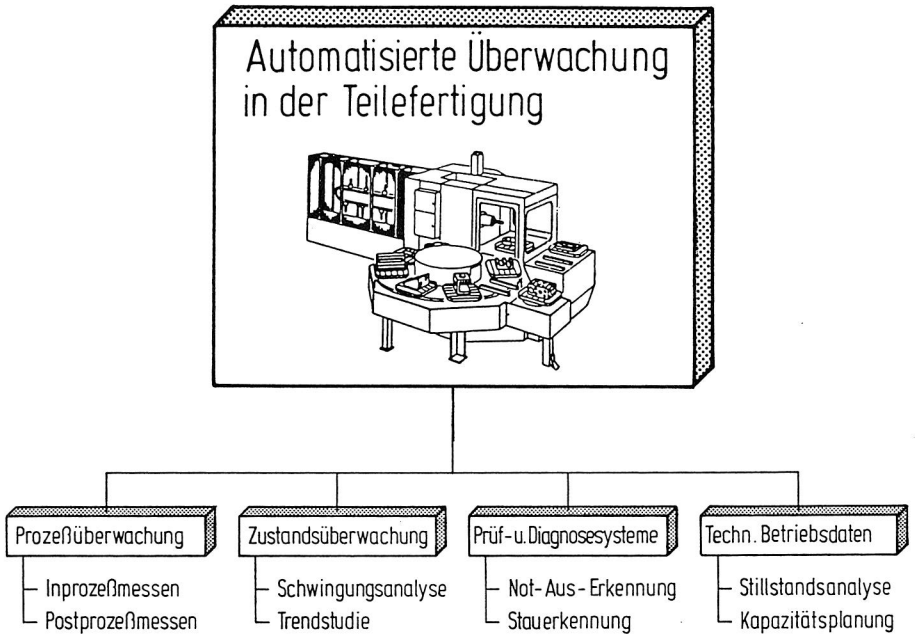 Automatisierte Überwachung
in der Teilefertigung
Prozeßüberwachung
Inprozeßmessen
Postprozeßmessen
Zustandsüberwachung
Schwingungsanalyse
Trendstudie
Prüf-u. Diagnosesysteme
Not-Aus-Erkennung
Stauerkennung
Techn. Betriebsdaten
Stillstandsanalyse
Kapazitätsplanung